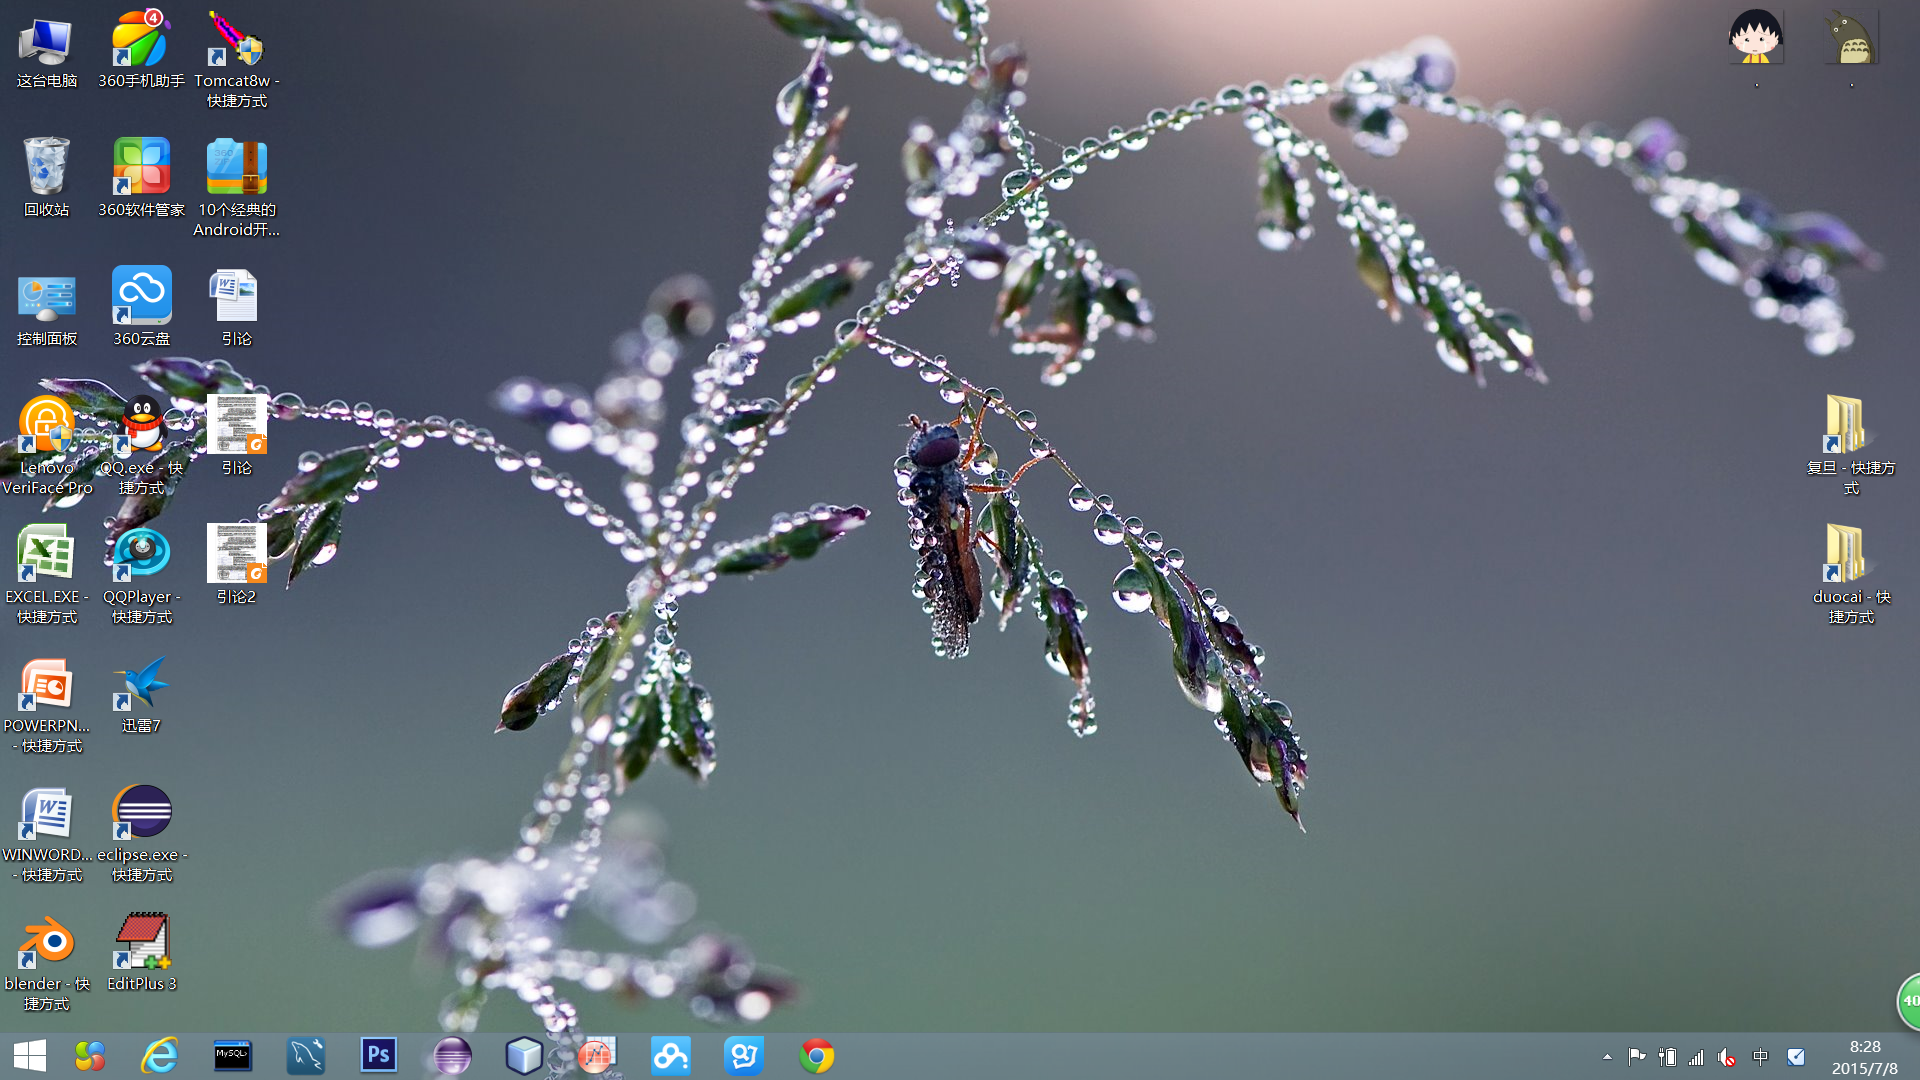 这台电脑
360手机助手
4
Tomcat8w -
快捷方式
回收站
360软件管家
10个经典的
Android开...
控制面板
360云盘
引论
Lenovo
VeriFace Pro
QQ.exe - 快
捷方式
引论
EXCEL.EXE -
快捷方式
QQPlayer -
快捷方式
引论2
POWERPN...
- 快捷方式
迅雷7
WINWORD...
- 快捷方式
eclipse.exe -
快捷方式
blender - 快
捷方式
EditPlus 3
复旦 - 快捷方
式
duocai - 快
捷方式
40
MySQL
Ps
中
8:28
2015/7/8